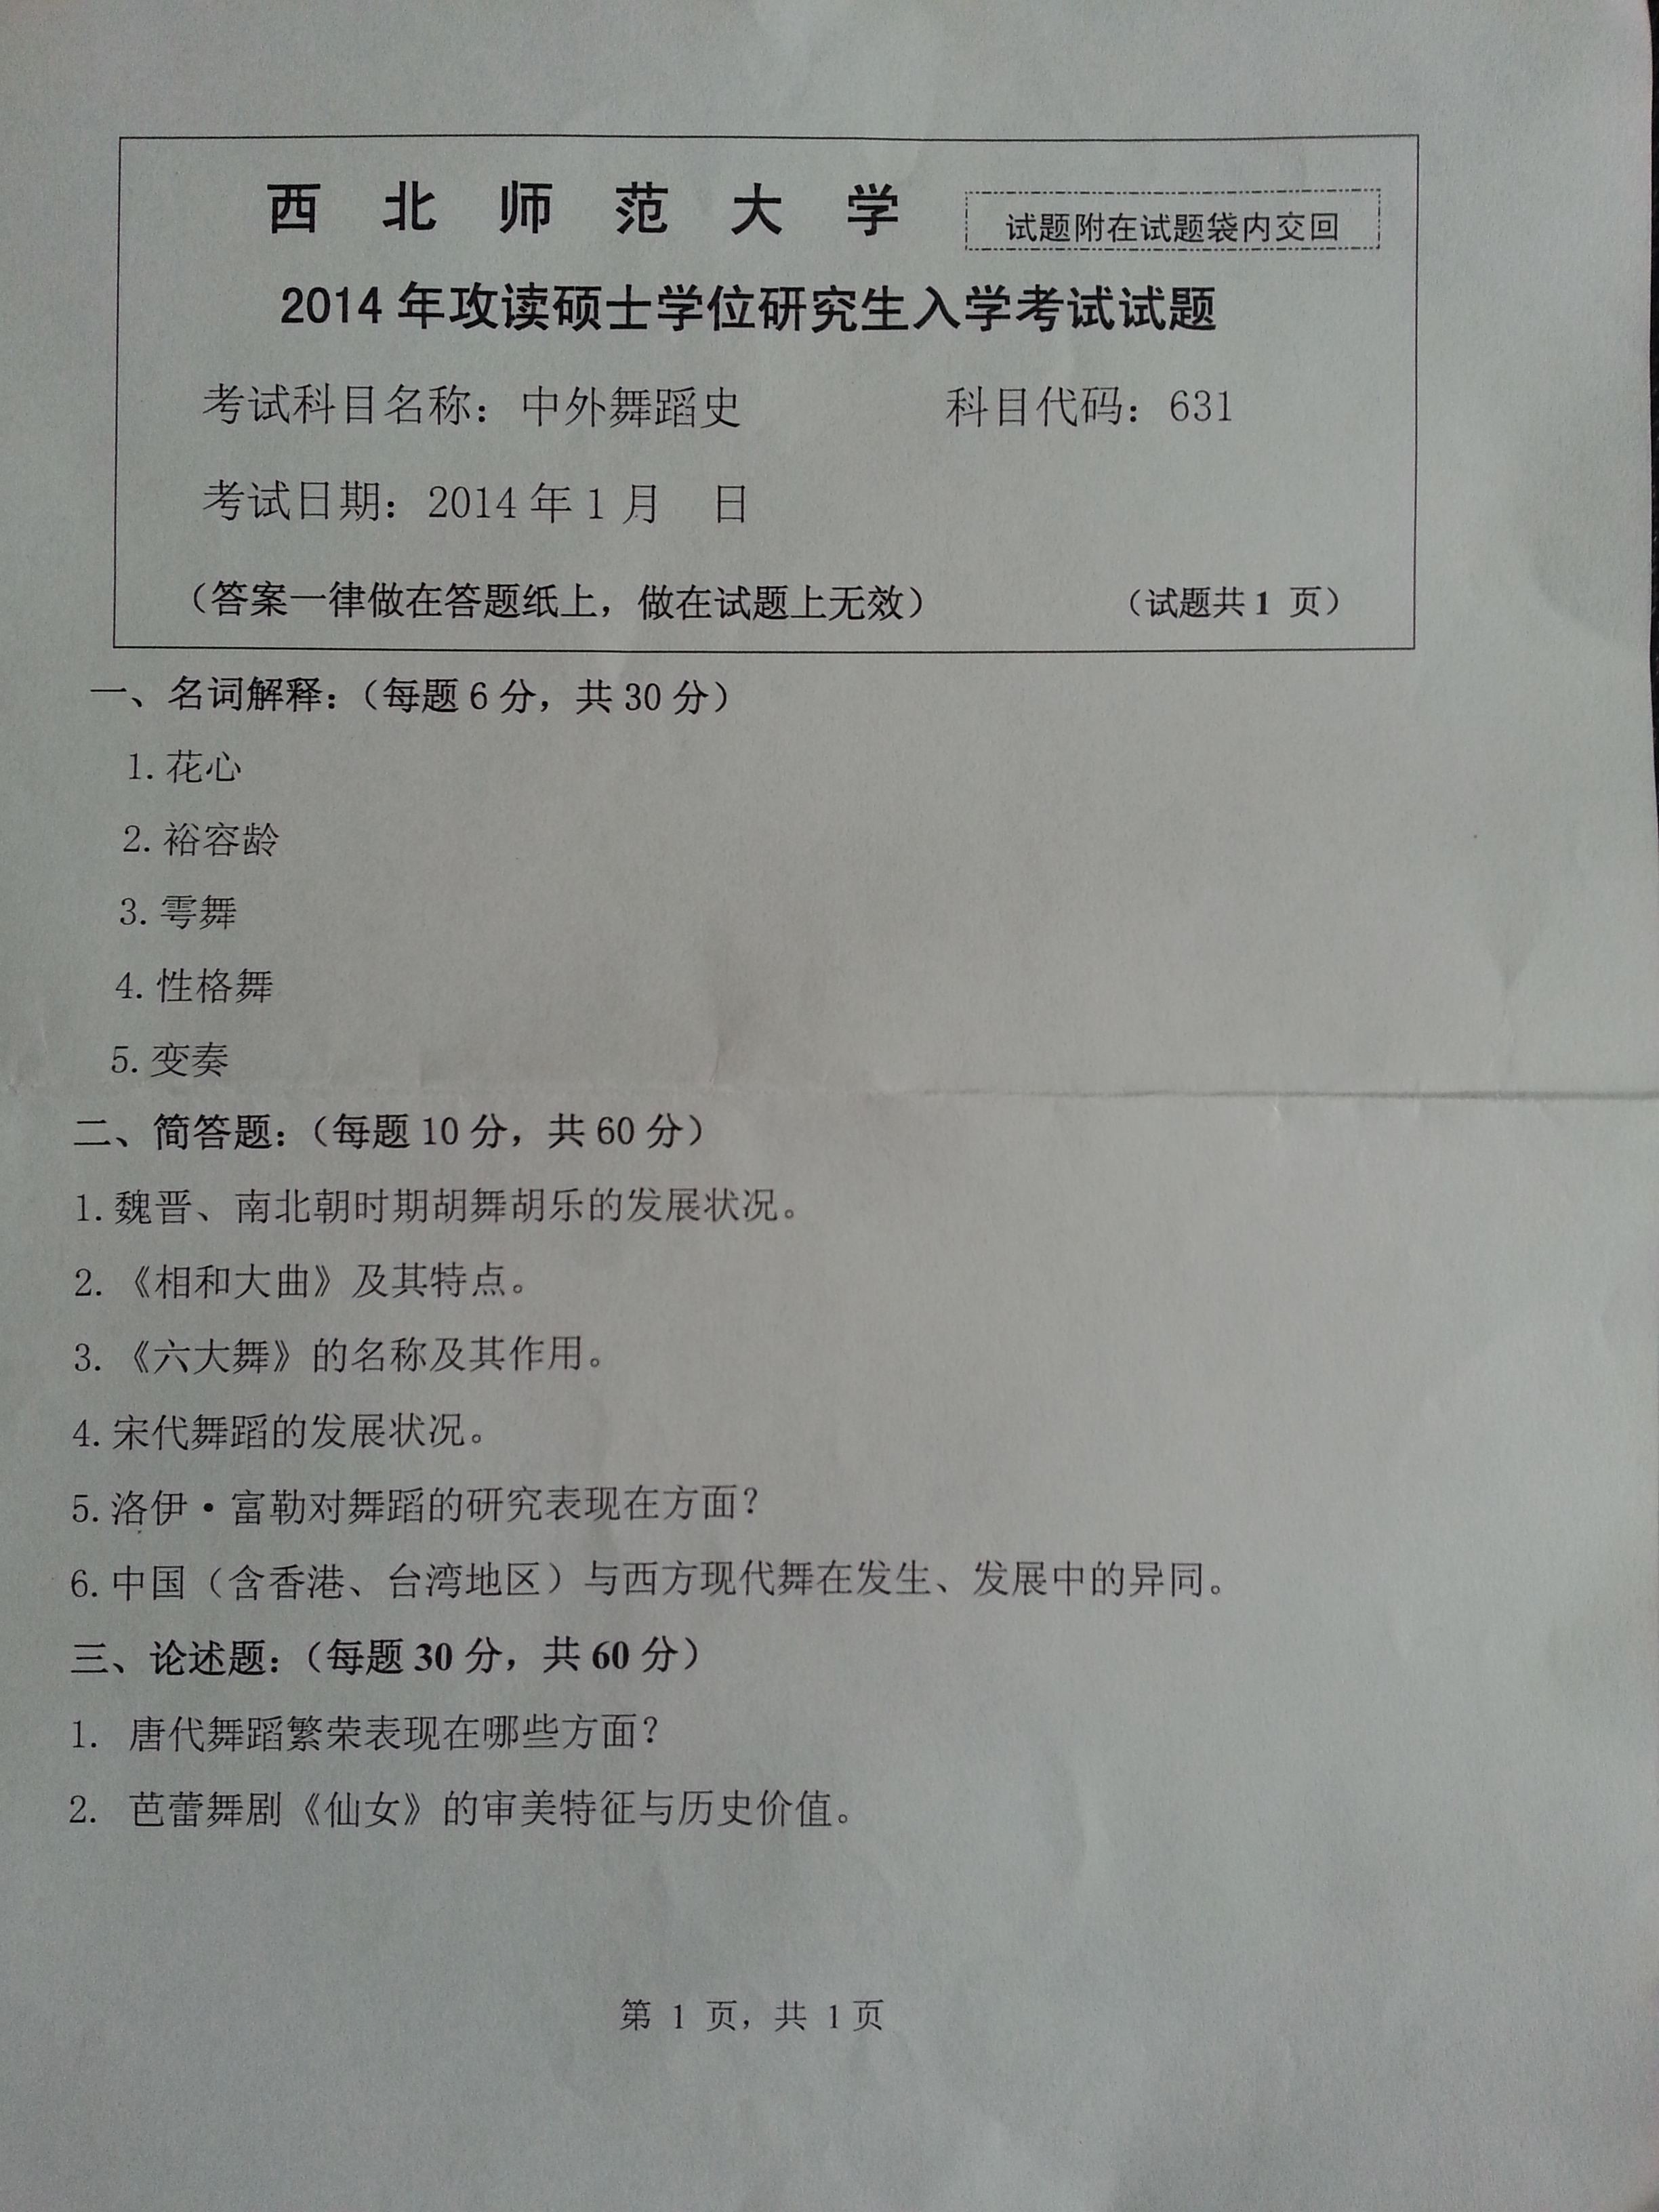 西北师范大学
试题附在试题袋内交回
2014年攻读硕士学位研究生入学考试试题
考试科目名称：中外舞蹈史 科目代码：631
考试日期：2014年1月 日
（答案一律做在答题纸上，做在试题上无效） （试题共1 页）
一、名词解释：（每题6分，共30分）
1.花心
2.裕容龄
3.雩舞
4.性格舞
5.变奏
二、简答题：（每题10分，共60分）
1.魏晋、南北朝时期胡舞胡乐的发展状况。
2.《相和大曲》及其特点。
3.《六大舞》的名称及其作用。
4.宋代舞蹈的发展状况。
5.洛伊·富勒对舞蹈的研究表现在方面？
6.中国（含香港、台湾地区）与西方现代舞在发生、发展中的异同。
三、论述题：（每题30分，共60分）
1. 唐代舞蹈繁荣表现在哪些方面？
2. 芭蕾舞剧《仙女》的审美特征与历史价值。
第 1 页，共 1页